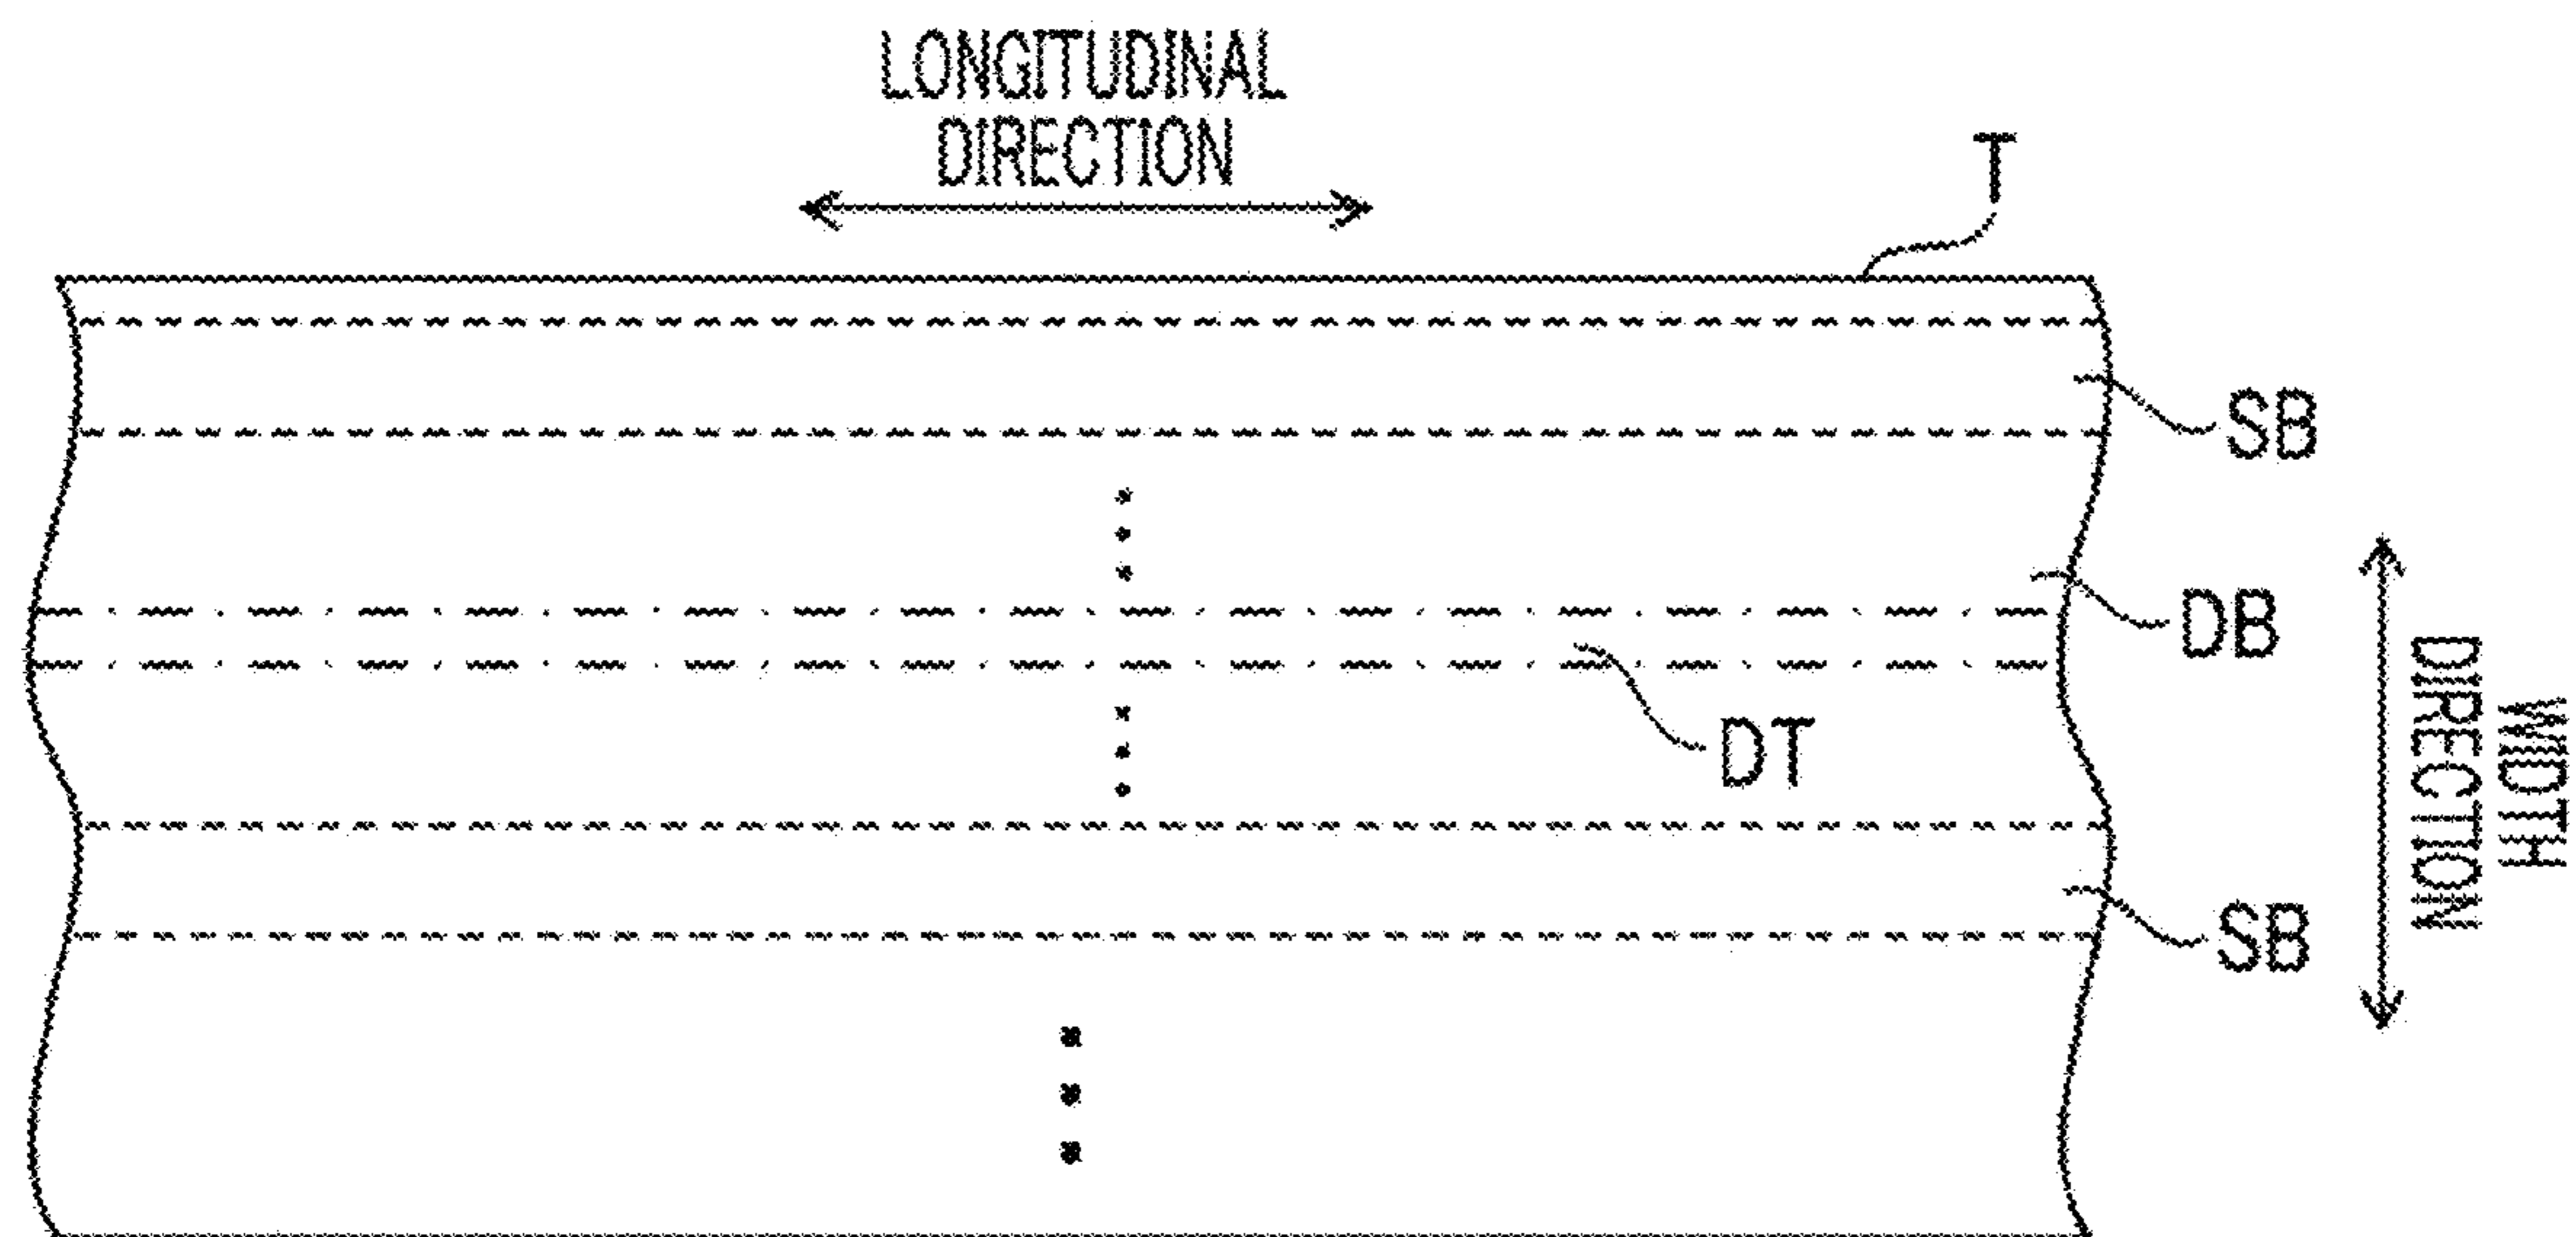 LONGITUDINAL
DIRECTION
T
SB
DB
DT
SB
WIDTH
DIRECTION